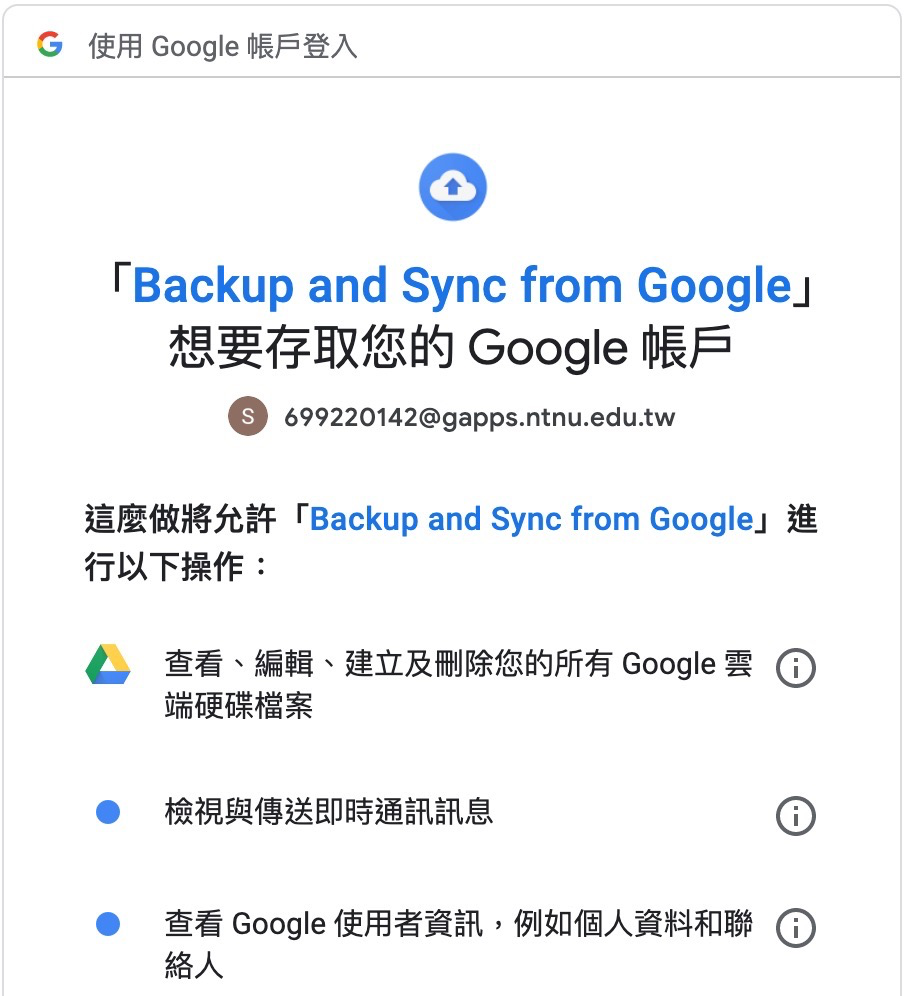 使用 Google 帳戶登入
「Backup and Sync from Google」
想要存取您的 Google 帳戶
S 699220142@gapps.ntnu.edu.tw
這麼做將允許「Backup and Sync from Google」進
行以下操作：
查看、編輯、建立及刪除您的所有 Google 雲
端硬碟檔案
檢視與傳送即時通訊訊息
查看 Google 使用者資訊，例如個人資料和聯
絡人